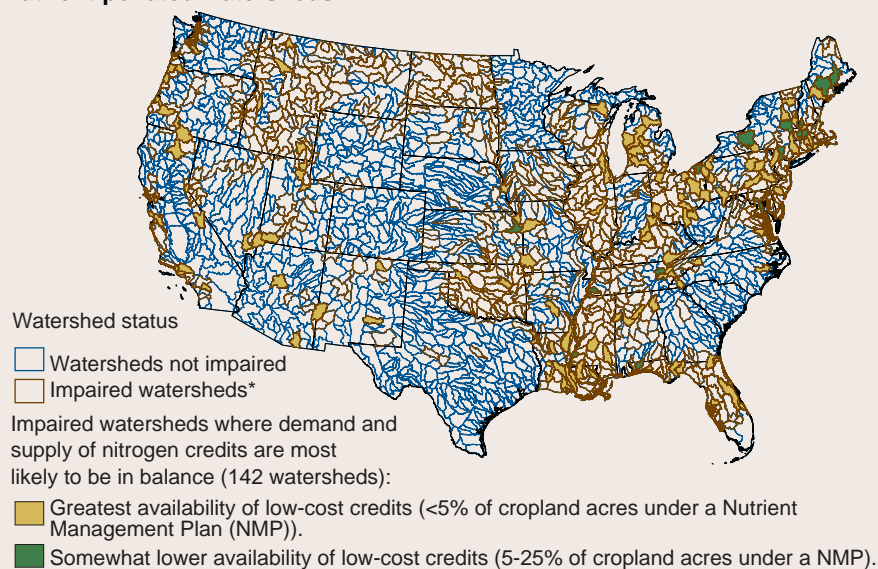 Watershed status
Watersheds not impaired
Impaired watersheds*
Impaired watersheds where demand and
supply of nitrogen credits are most
likely to be in balance (142 watersheds):
Greatest availability of low-cost credits (<5% of cropland acres under a Nutrient
Management Plan (NMP)).
Somewhat lower availability of low-cost credits (5-25% of cropland acres under a NMP).